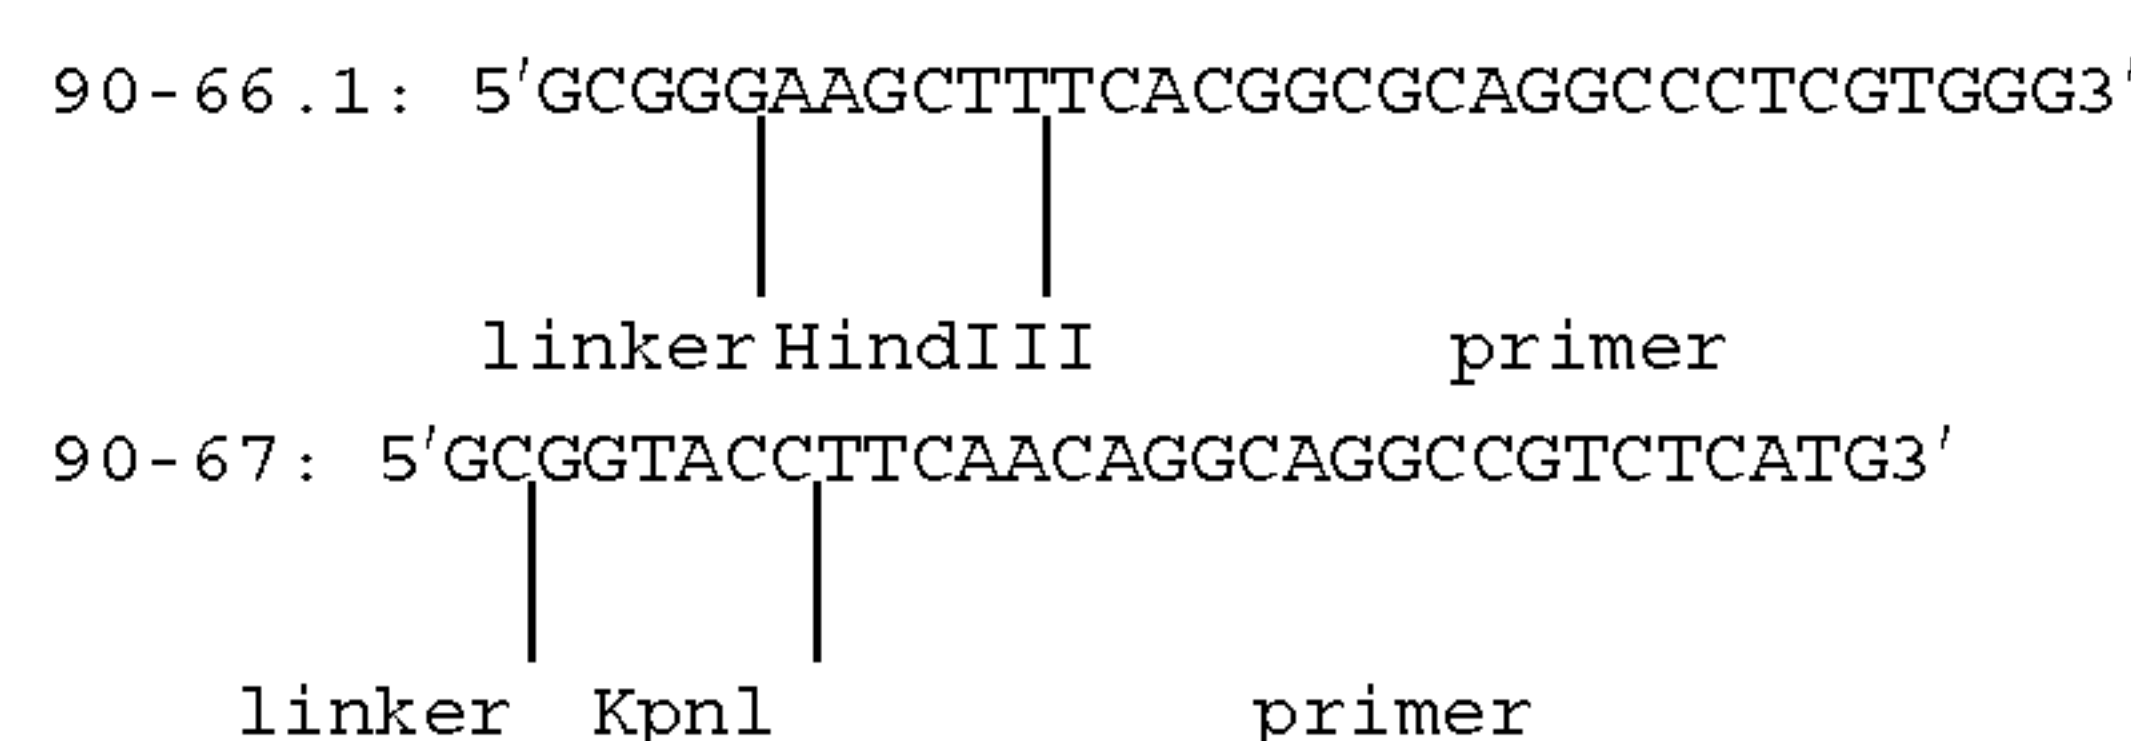 90-66.1: 5'GCGGGAAGCTTTCACGGCGCAGGCCCTCGTGGG3'
linker HindIII primer
90-67: 5'GCGGTACCTTCAACAGGCAGGCCGTCTCATG3'
linker Kpnl primer